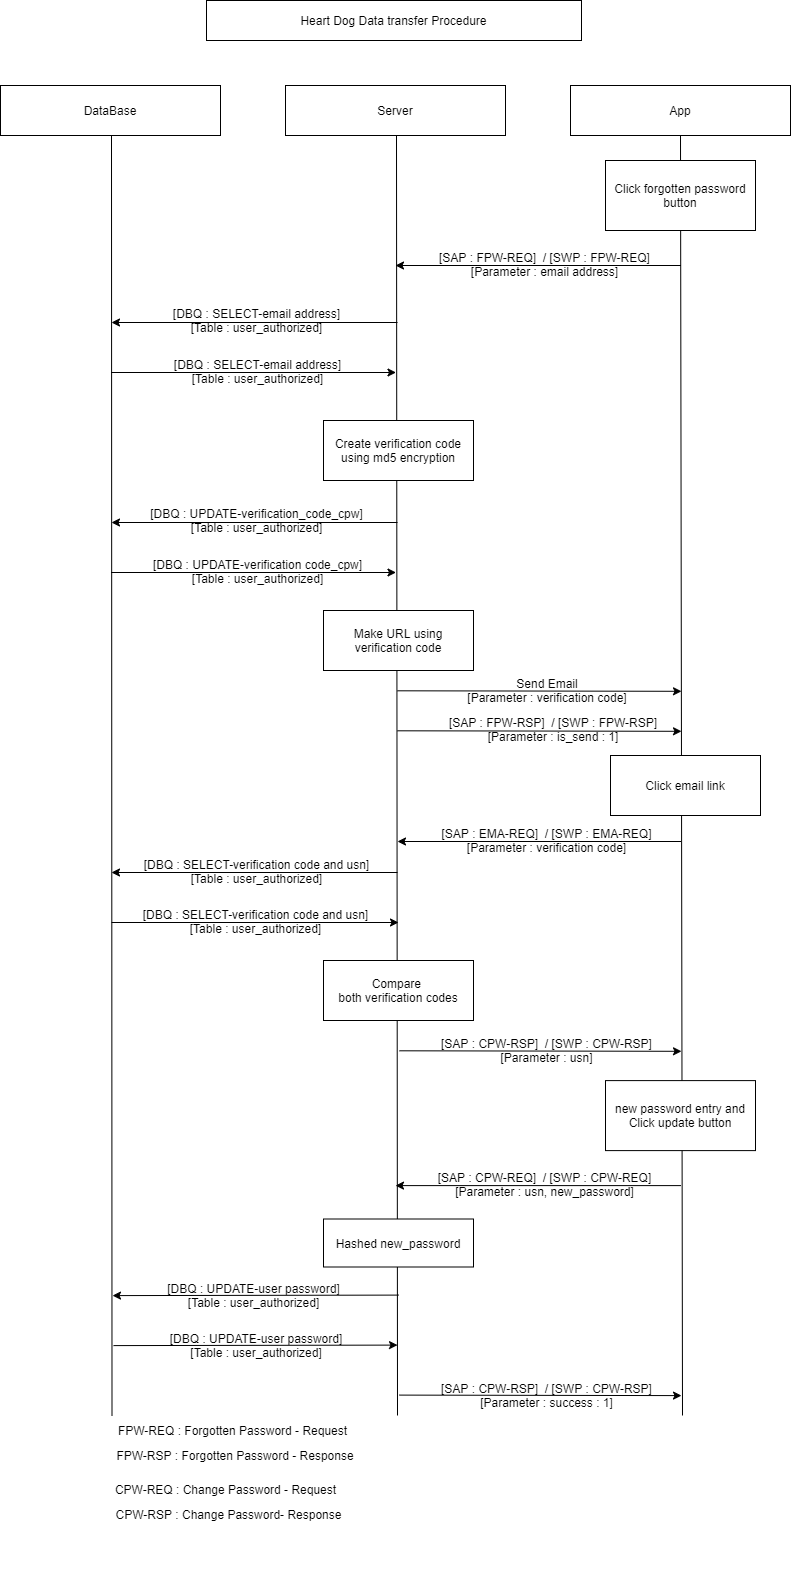 Heart Dog Data transfer Procedure
DataBase
Server
App
Click forgotten password
button
[SAP : FPW-REQ]  / [SWP : FPW-REQ]
[Parameter : email address]
[DBQ : SELECT-email address]
[Table : user_authorized]
[DBQ : SELECT-email address]
[Table : user_authorized]
Create verification code
using md5 encryption
[DBQ : UPDATE-verification_code_cpw]
[Table : user_authorized]
[DBQ : UPDATE-verification code_cpw]
[Table : user_authorized]
Make URL using
verification code
Send Email
[Parameter : verification code]
[SAP : FPW-RSP]  / [SWP : FPW-RSP]
[Parameter : is_send : 1]
Click email link
[SAP : EMA-REQ]  / [SWP : EMA-REQ]
[Parameter : verification code]
[DBQ : SELECT-verification code and usn]
[Table : user_authorized]
[DBQ : SELECT-verification code and usn]
[Table : user_authorized]
Compare
both verification codes
[SAP : CPW-RSP]  / [SWP : CPW-RSP]
[Parameter : usn]
new password entry and
Click update button
[SAP : CPW-REQ]  / [SWP : CPW-REQ]
[Parameter : usn, new_password]
Hashed new_password
[DBQ : UPDATE-user password]
[Table : user_authorized]
[DBQ : UPDATE-user password]
[Table : user_authorized]
[SAP : CPW-RSP]  / [SWP : CPW-RSP]
[Parameter : success : 1]
FPW-REQ : Forgotten Password - Request
FPW-RSP : Forgotten Password - Response
CPW-REQ : Change Password - Request
CPW-RSP : Change Password- Response